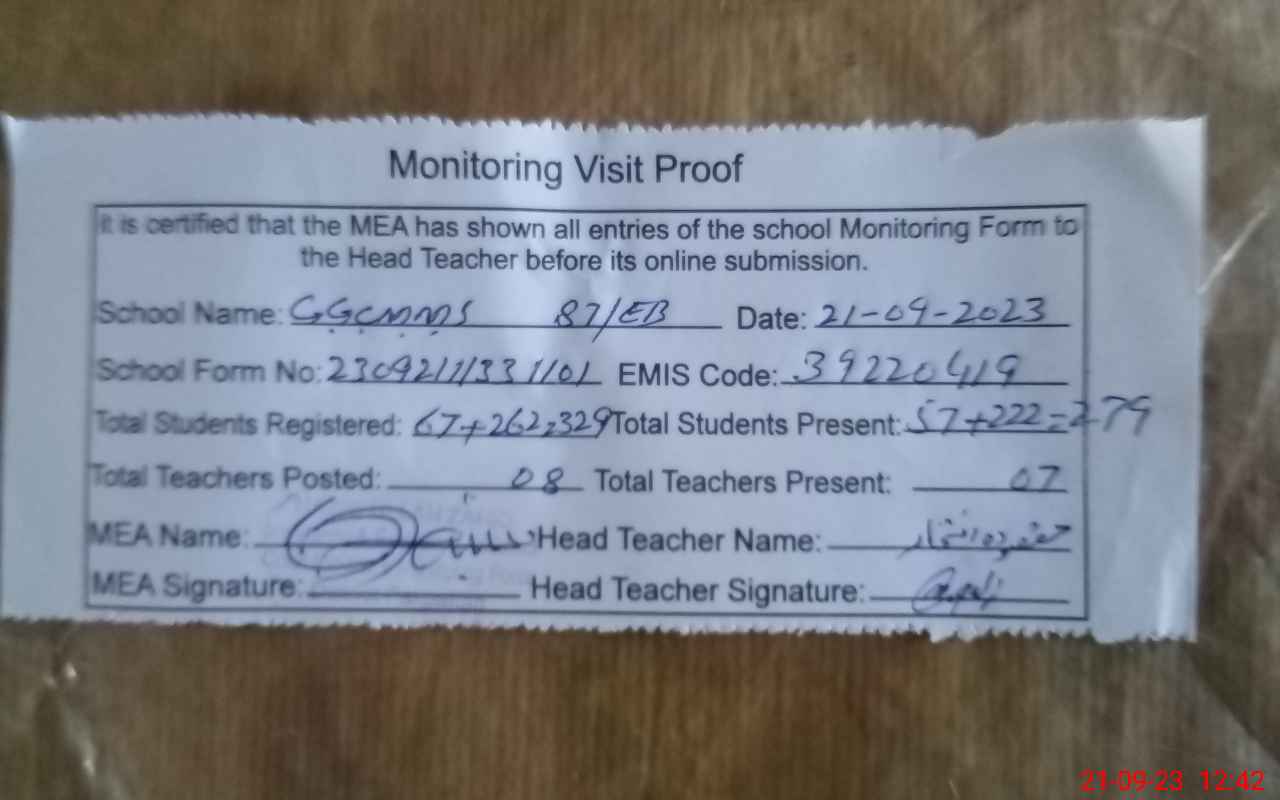 Monitoring Visit Proof
It is certified that the MEA has shown all entries of the school Monitoring Form to
the Head Teacher before its online submission.
School Name: GGCMMS 87/EB Date: 21-09-2023
School Form No: 2309211/331/01 EMIS Code: 39220419
Total Students Registered: 67+262=329 Total Students Present: 57+222=279
Total Teachers Posted: 08 Total Teachers Present: 07
MEA Name: Head Teacher Name:
MEA Signature: Head Teacher Signature:
21-09-23 12:42